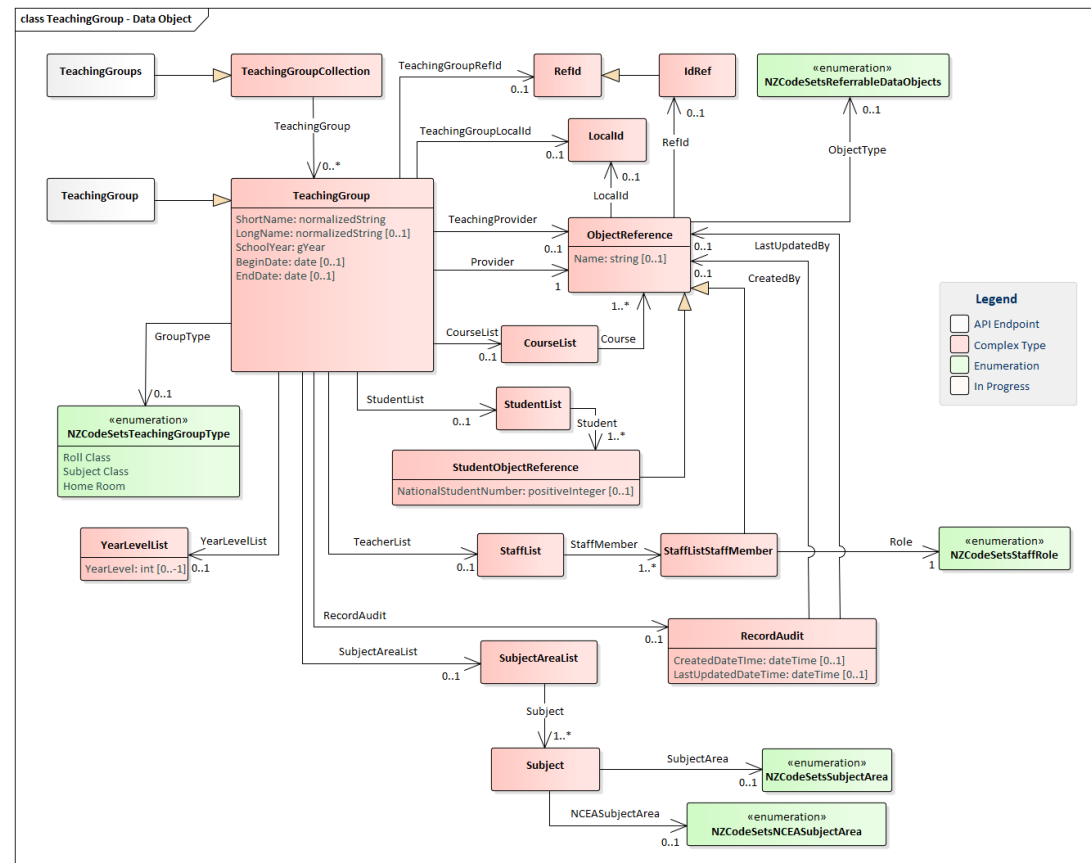 class TeachingGroup - Data Object
TeachingGroups
TeachingGroupCollection
TeachingGroupRefId
0..1
RefId
IdRef
0..1
«enumeration»
NZCodeSetsReferrableDataObjects
0..1
TeachingGroup
0..*
TeachingGroupLocalId
0..1
LocalId
0..1
LocalId
RefId
ObjectType
TeachingGroup
TeachingGroup
ShortName: normalizedString
LongName: normalizedString [0..1]
SchoolYear: gYear
BeginDate: date [0..1]
EndDate: date [0..1]
TeachingProvider
0..1
Provider
1
ObjectReference
Name: string [0..1]
0..1
LastUpdatedBy
0..1
CreatedBy
1..*
Legend
API Endpoint
Complex Type
Enumeration
In Progress
GroupType
0..1
CourseList
0..1
CourseList
Course
«enumeration»
NZCodeSetsTeachingGroupType
Roll Class
Subject Class
Home Room
StudentList
0..1
StudentList
Student
1..*
StudentObjectReference
NationalStudentNumber: positiveInteger [0..1]
YearLevelList
YearLevel: int [0..-1]
YearLevelList
0..1
TeacherList
0..1
StaffList
StaffMember
1..*
StaffListStaffMember
Role
1
«enumeration»
NZCodeSetsStaffRole
RecordAudit
0..1
RecordAudit
CreatedDateTIme: dateTime [0..1]
LastUpdatedDateTime: dateTime [0..1]
SubjectAreaList
0..1
SubjectAreaList
Subject
1..*
Subject
SubjectArea
0..1
«enumeration»
NZCodeSetsSubjectArea
NCEASubjectArea
0..1
«enumeration»
NZCodeSetsNCEASubjectArea